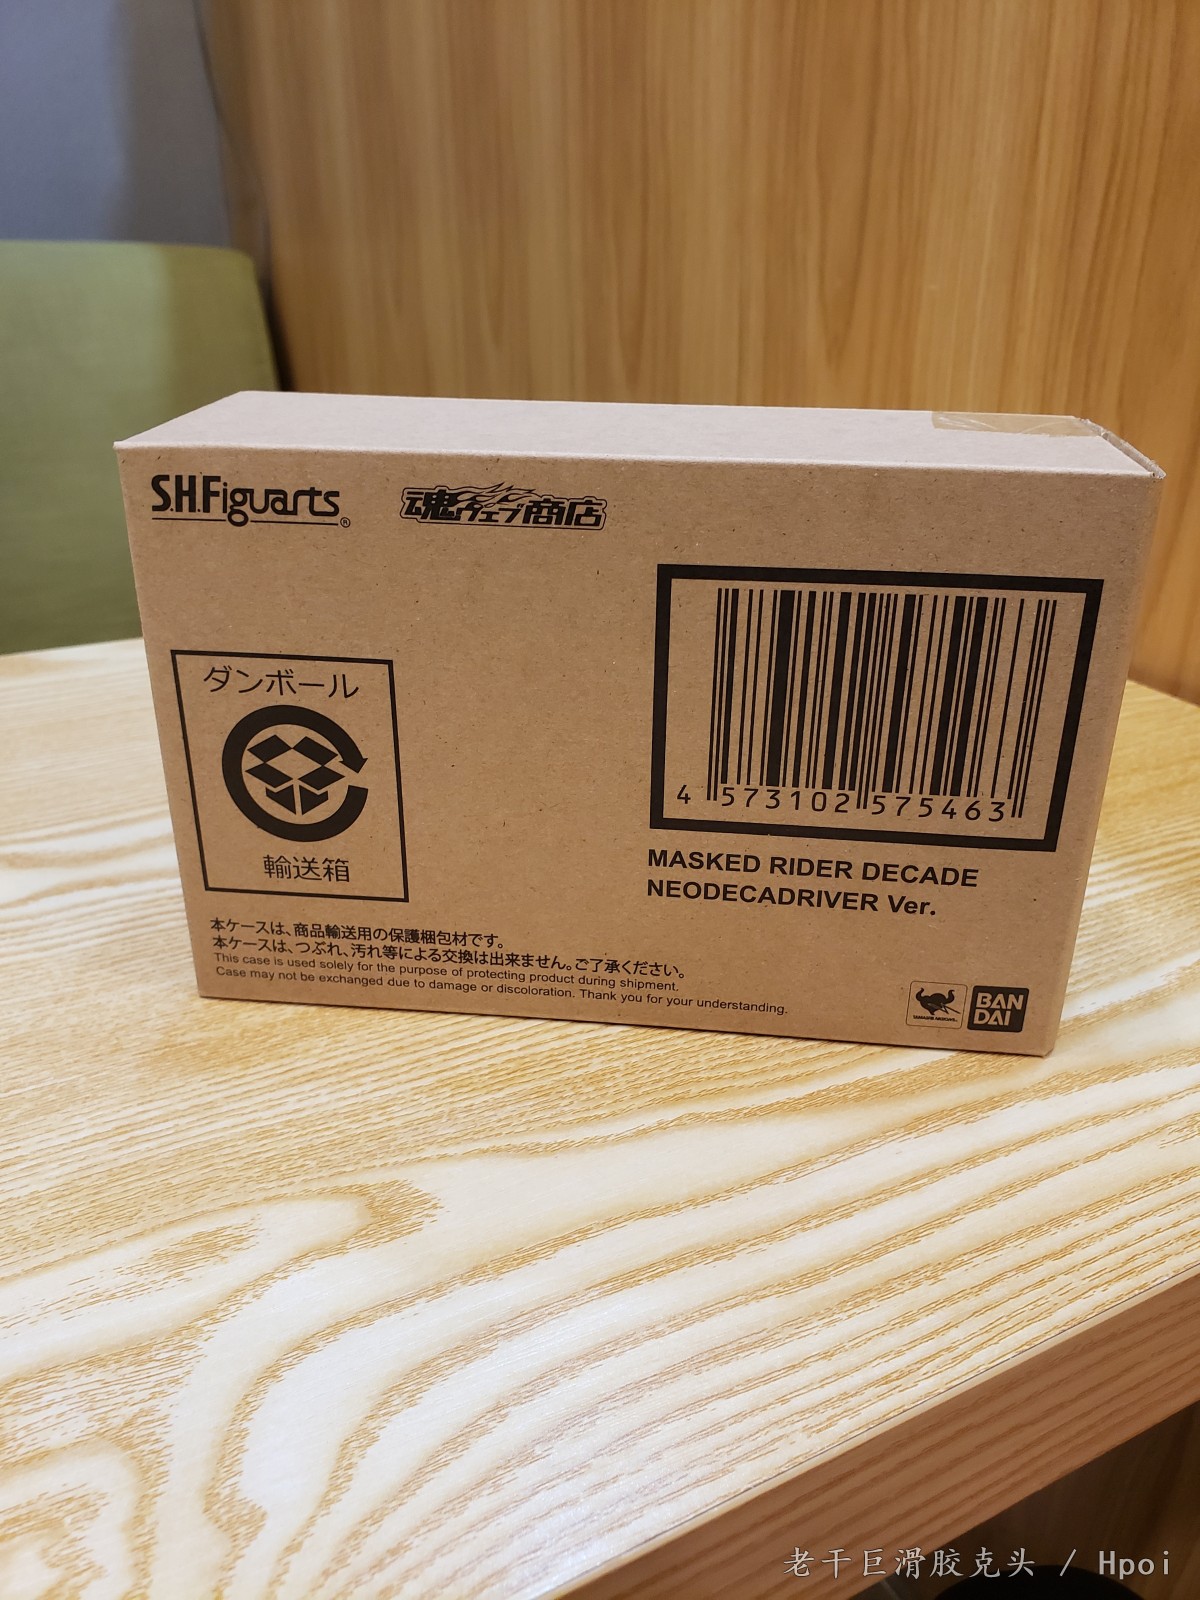 S.H.Figuarts®
魂ウェブ商店
ダンボール
輸送箱
4 573102 575463
MASKED RIDER DECADE
NEODECADRIVER Ver.
本ケースは、商品輸送用の保護梱包材です。
本ケースは、つぶれ、汚れ等による交換は出来ません。ご了承ください。
This case is used solely for the purpose of protecting product during shipment.
Case may not be exchanged due to damage or discoloration. Thank you for your understanding.
TAMASHII NATIONS
BAN
DAI
老干巨滑胶克头 / Hpoi